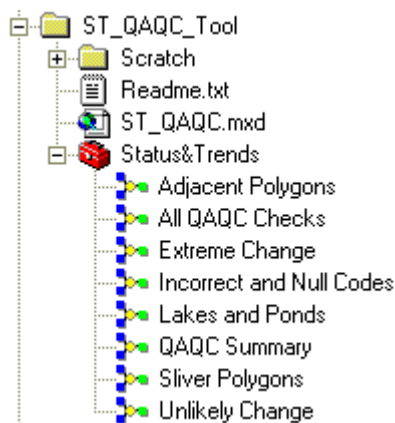 ST_QAQC_Tool
Scratch
Readme.txt
ST_QAQC.mxd
Status&Trends
Adjacent Polygons
All QAQC Checks
Extreme Change
Incorrect and Null Codes
Lakes and Ponds
QAQC Summary
Sliver Polygons
Unlikely Change